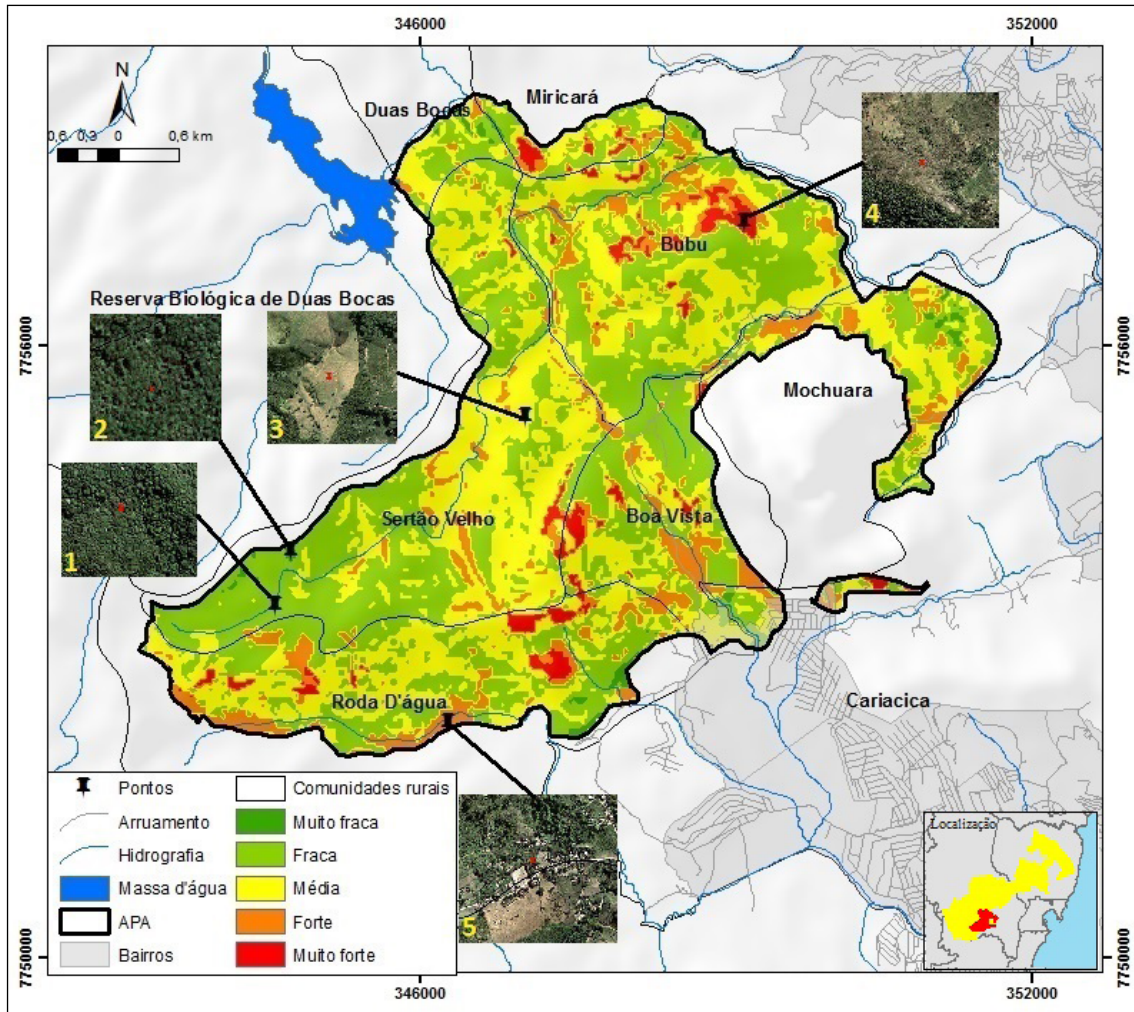 346000
352000
N
0,6 0,3 0 0,6 km
Duas Bocas
Miricará
4
Bubu
Reserva Biológica de Duas Bocas
7756000
7756000
2
3
Mochuara
1
Sertão Velho
Boa Vista
Roda D'água
Cariacica
5
Pontos
Arruamento
Hidrografia
Massa d'água
APA
Bairros
Comunidades rurais
Muito fraca
Fraca
Média
Forte
Muito forte
Localização
7750000
7750000
346000
352000